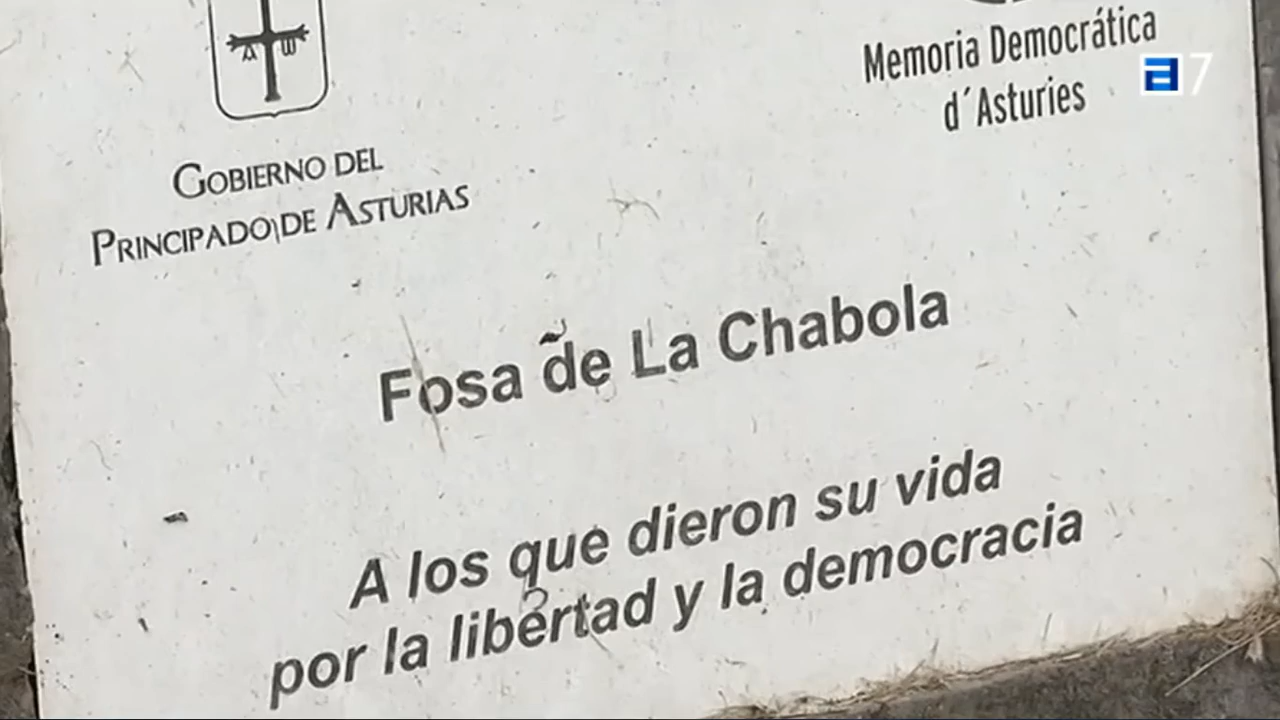 GOBIERNO DEL
PRINCIPADO DE ASTURIAS
Memoria Democrática
d´Asturies
7
Fosa de La Chabola
A los que dieron su vida
por la libertad y la democracia